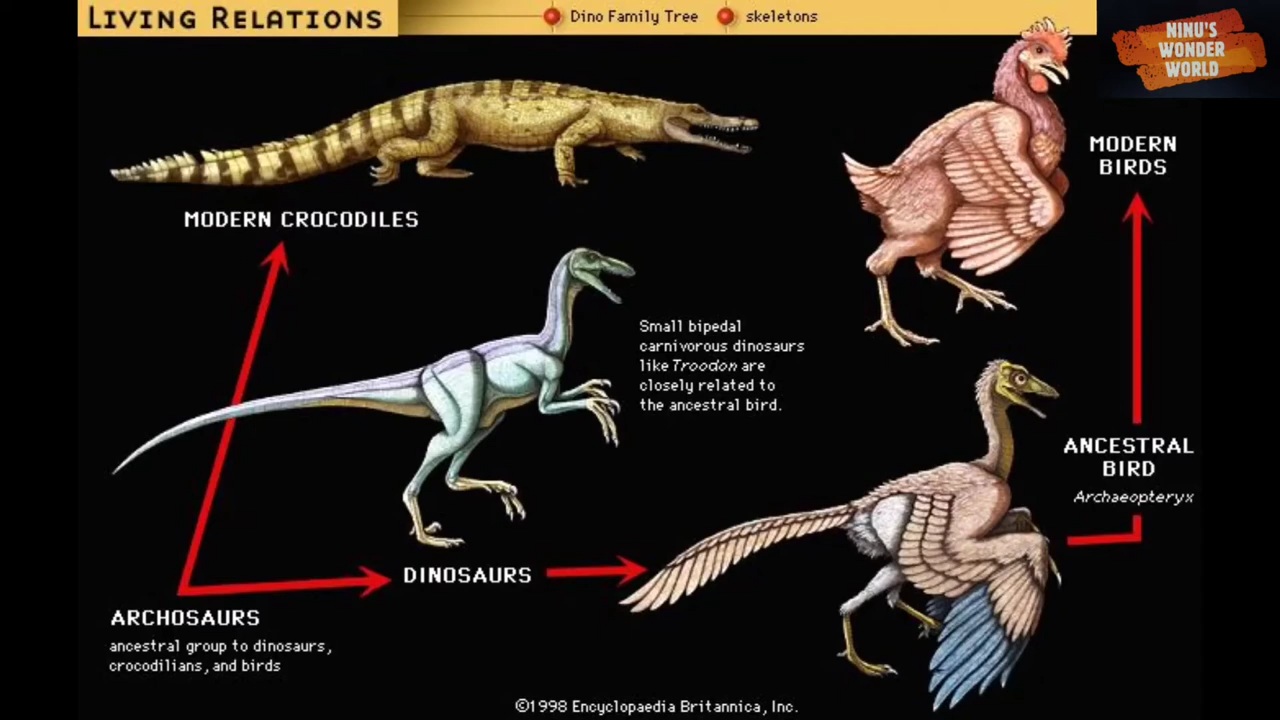 LIVING RELATIONS
Dino Family Tree
skeletons
NINU'S
WONDER
WORLD
MODERN
BIRDS
MODERN CROCODILES
Small bipedal
carnivorous dinosaurs
like Troodon are
closely related to
the ancestral bird.
ANCESTRAL
BIRD
Archaeopteryx
DINOSAURS
ARCHOSAURS
ancestral group to dinosaurs,
crocodilians, and birds
©1998 Encyclopaedia Britannica, Inc.